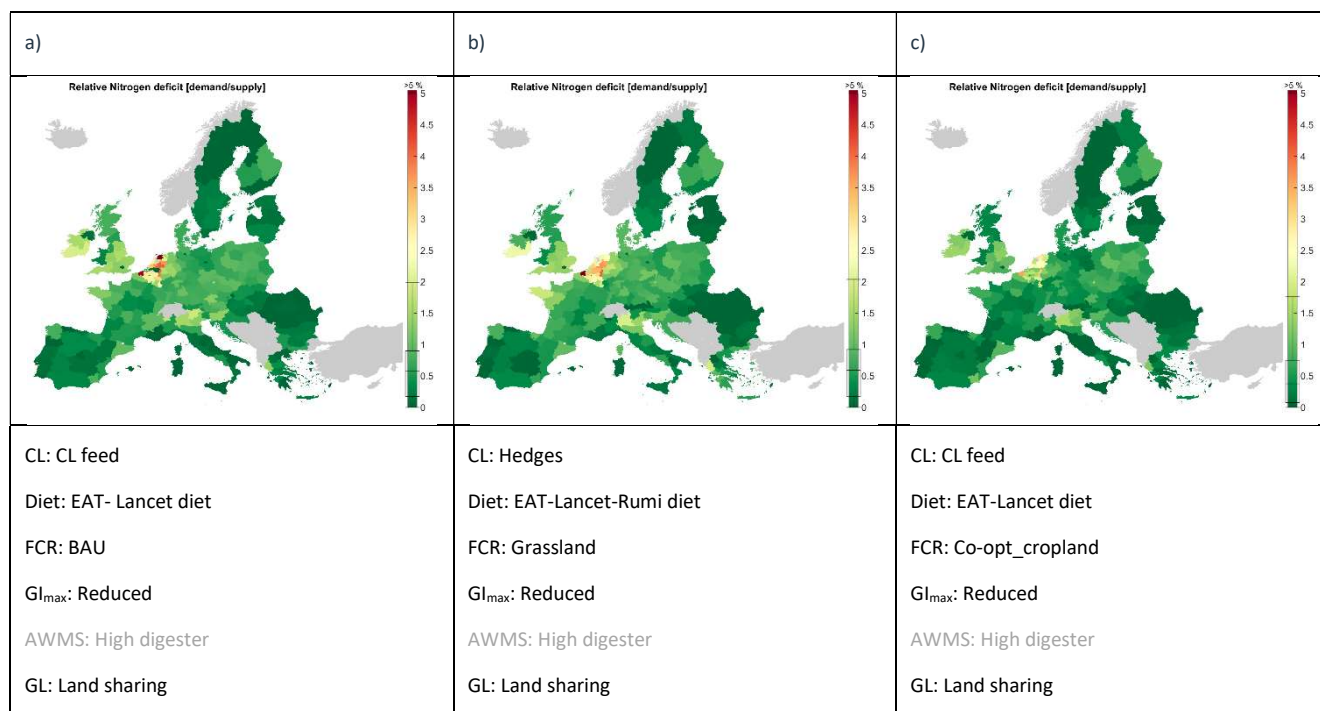 a)
b)
c)
Relative Nitrogen deficit [demand/supply]
>5 %
5
4.5
4
3.5
3
2.5
2
1.5
1
0.5
0
Relative Nitrogen deficit [demand/supply]
>5 %
5
4.5
4
3.5
3
2.5
2
1.5
1
0.5
0
Relative Nitrogen deficit [demand/supply]
>5 %
5
4.5
4
3.5
3
2.5
2
1.5
1
0.5
0
CL: CL feed
Diet: EAT- Lancet diet
FCR: BAU
GImax: Reduced
AWMS: High digester
GL: Land sharing
CL: Hedges
Diet: EAT-Lancet-Rumi diet
FCR: Grassland
GImax: Reduced
AWMS: High digester
GL: Land sharing
CL: CL feed
Diet: EAT-Lancet diet
FCR: Co-opt_cropland
GImax: Reduced
AWMS: High digester
GL: Land sharing